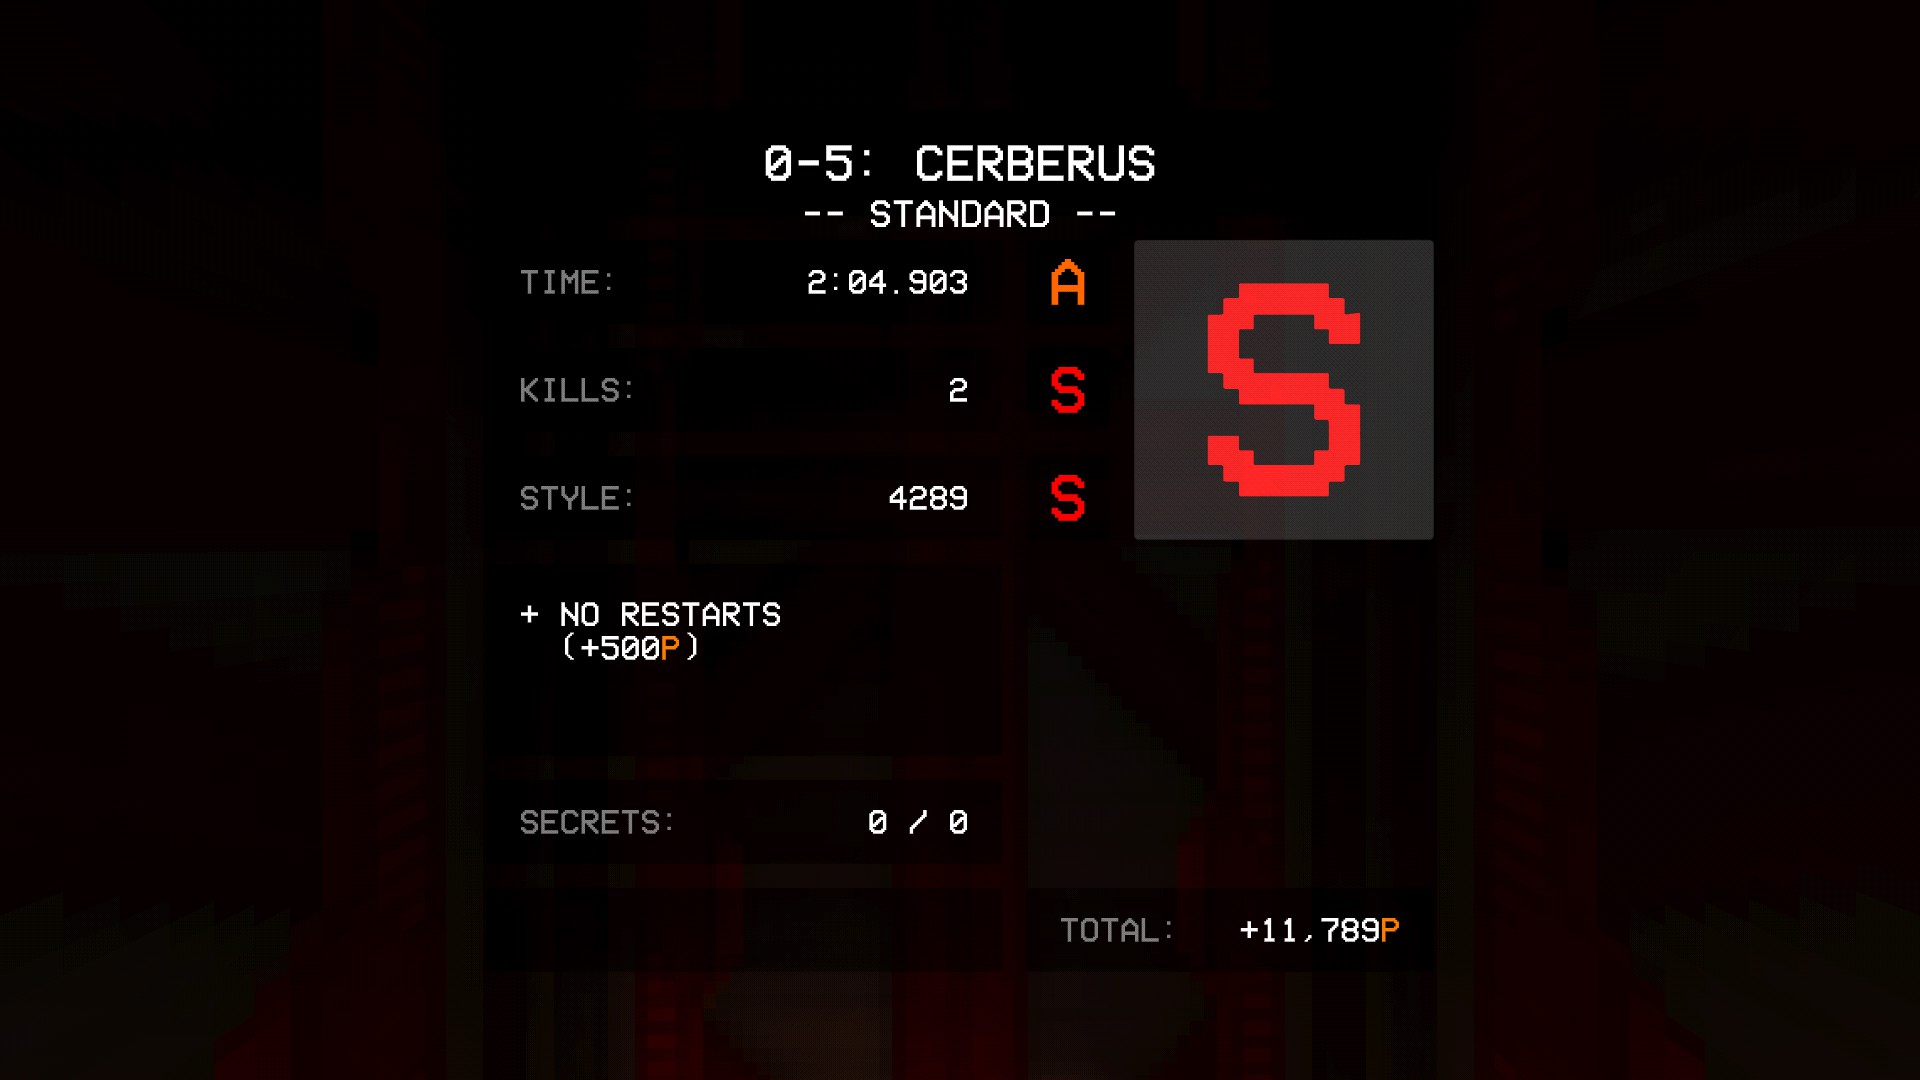 0-5: CERBERUS
-- STANDARD --
TIME: 2:04.903 A
KILLS: 2 S
STYLE: 4289 S
S
+ NO RESTARTS
(+500P)
SECRETS: 0 / 0
TOTAL: +11,789P